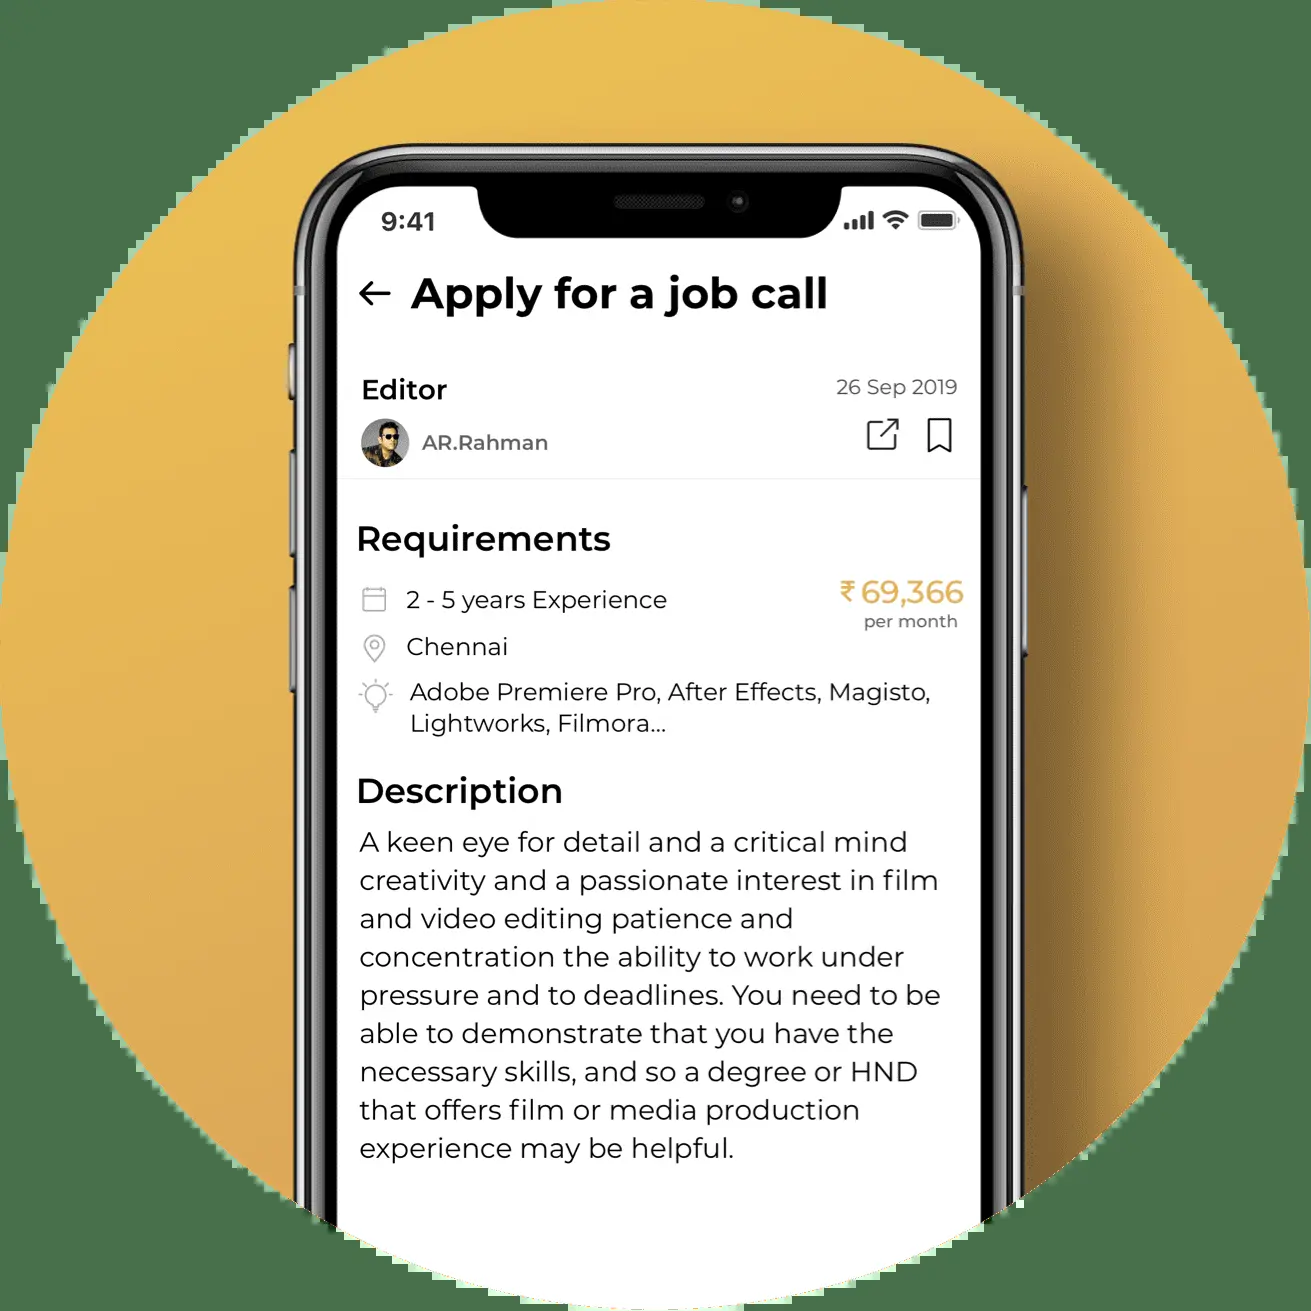 9:41
Apply for a job call
Editor
26 Sep 2019
AR.Rahman
Requirements
2 - 5 years Experience
₹ 69,366
per month
Chennai
Adobe Premiere Pro, After Effects, Magisto,
Lightworks, Filmora...
Description
A keen eye for detail and a critical mind
creativity and a passionate interest in film
and video editing patience and
concentration the ability to work under
pressure and to deadlines. You need to be
able to demonstrate that you have the
necessary skills, and so a degree or HND
that offers film or media production
experience may be helpful.